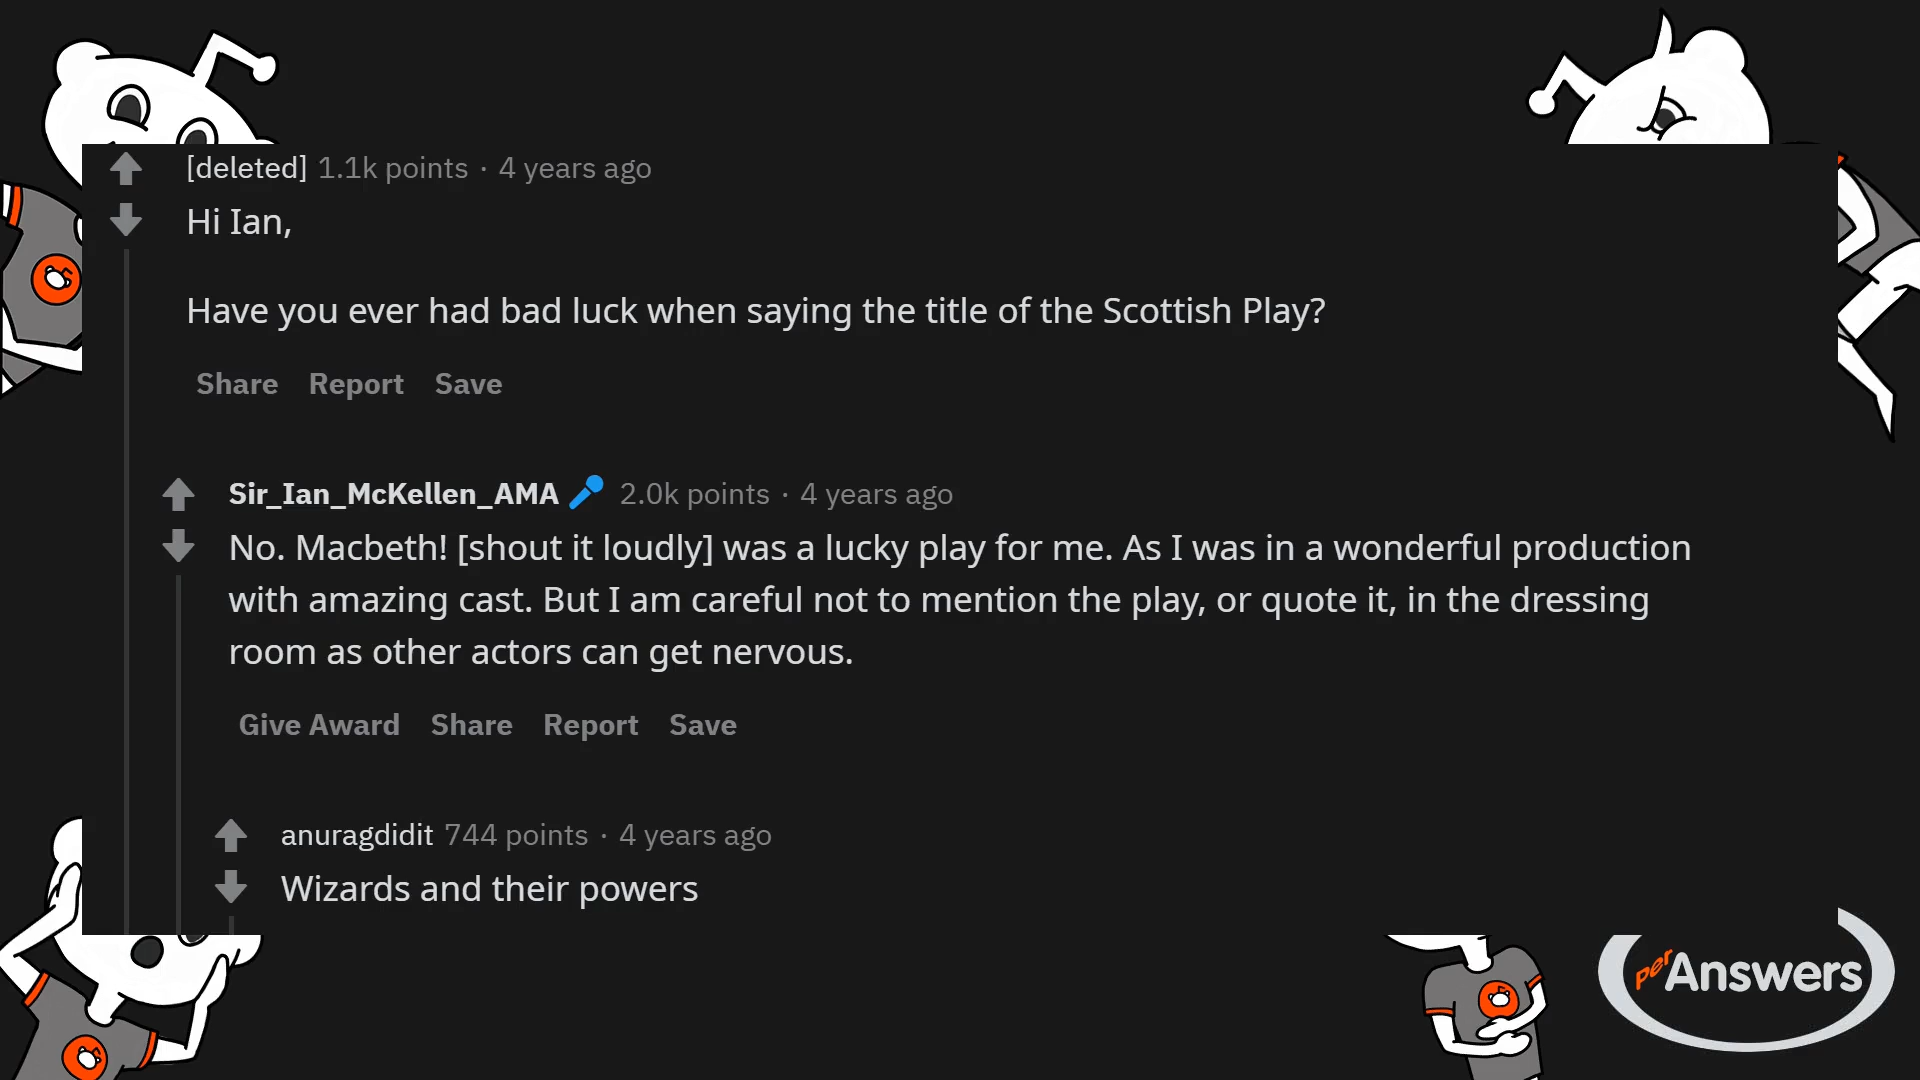 [deleted] 1.1k points · 4 years ago
Hi Ian,
Have you ever had bad luck when saying the title of the Scottish Play?
Share Report Save
Sir_Ian_McKellen_AMA 2.0k points · 4 years ago
No. Macbeth! [shout it loudly] was a lucky play for me. As I was in a wonderful production
with amazing cast. But I am careful not to mention the play, or quote it, in the dressing
room as other actors can get nervous.
Give Award Share Report Save
anuragdidit 744 points · 4 years ago
Wizards and their powers
perAnswers